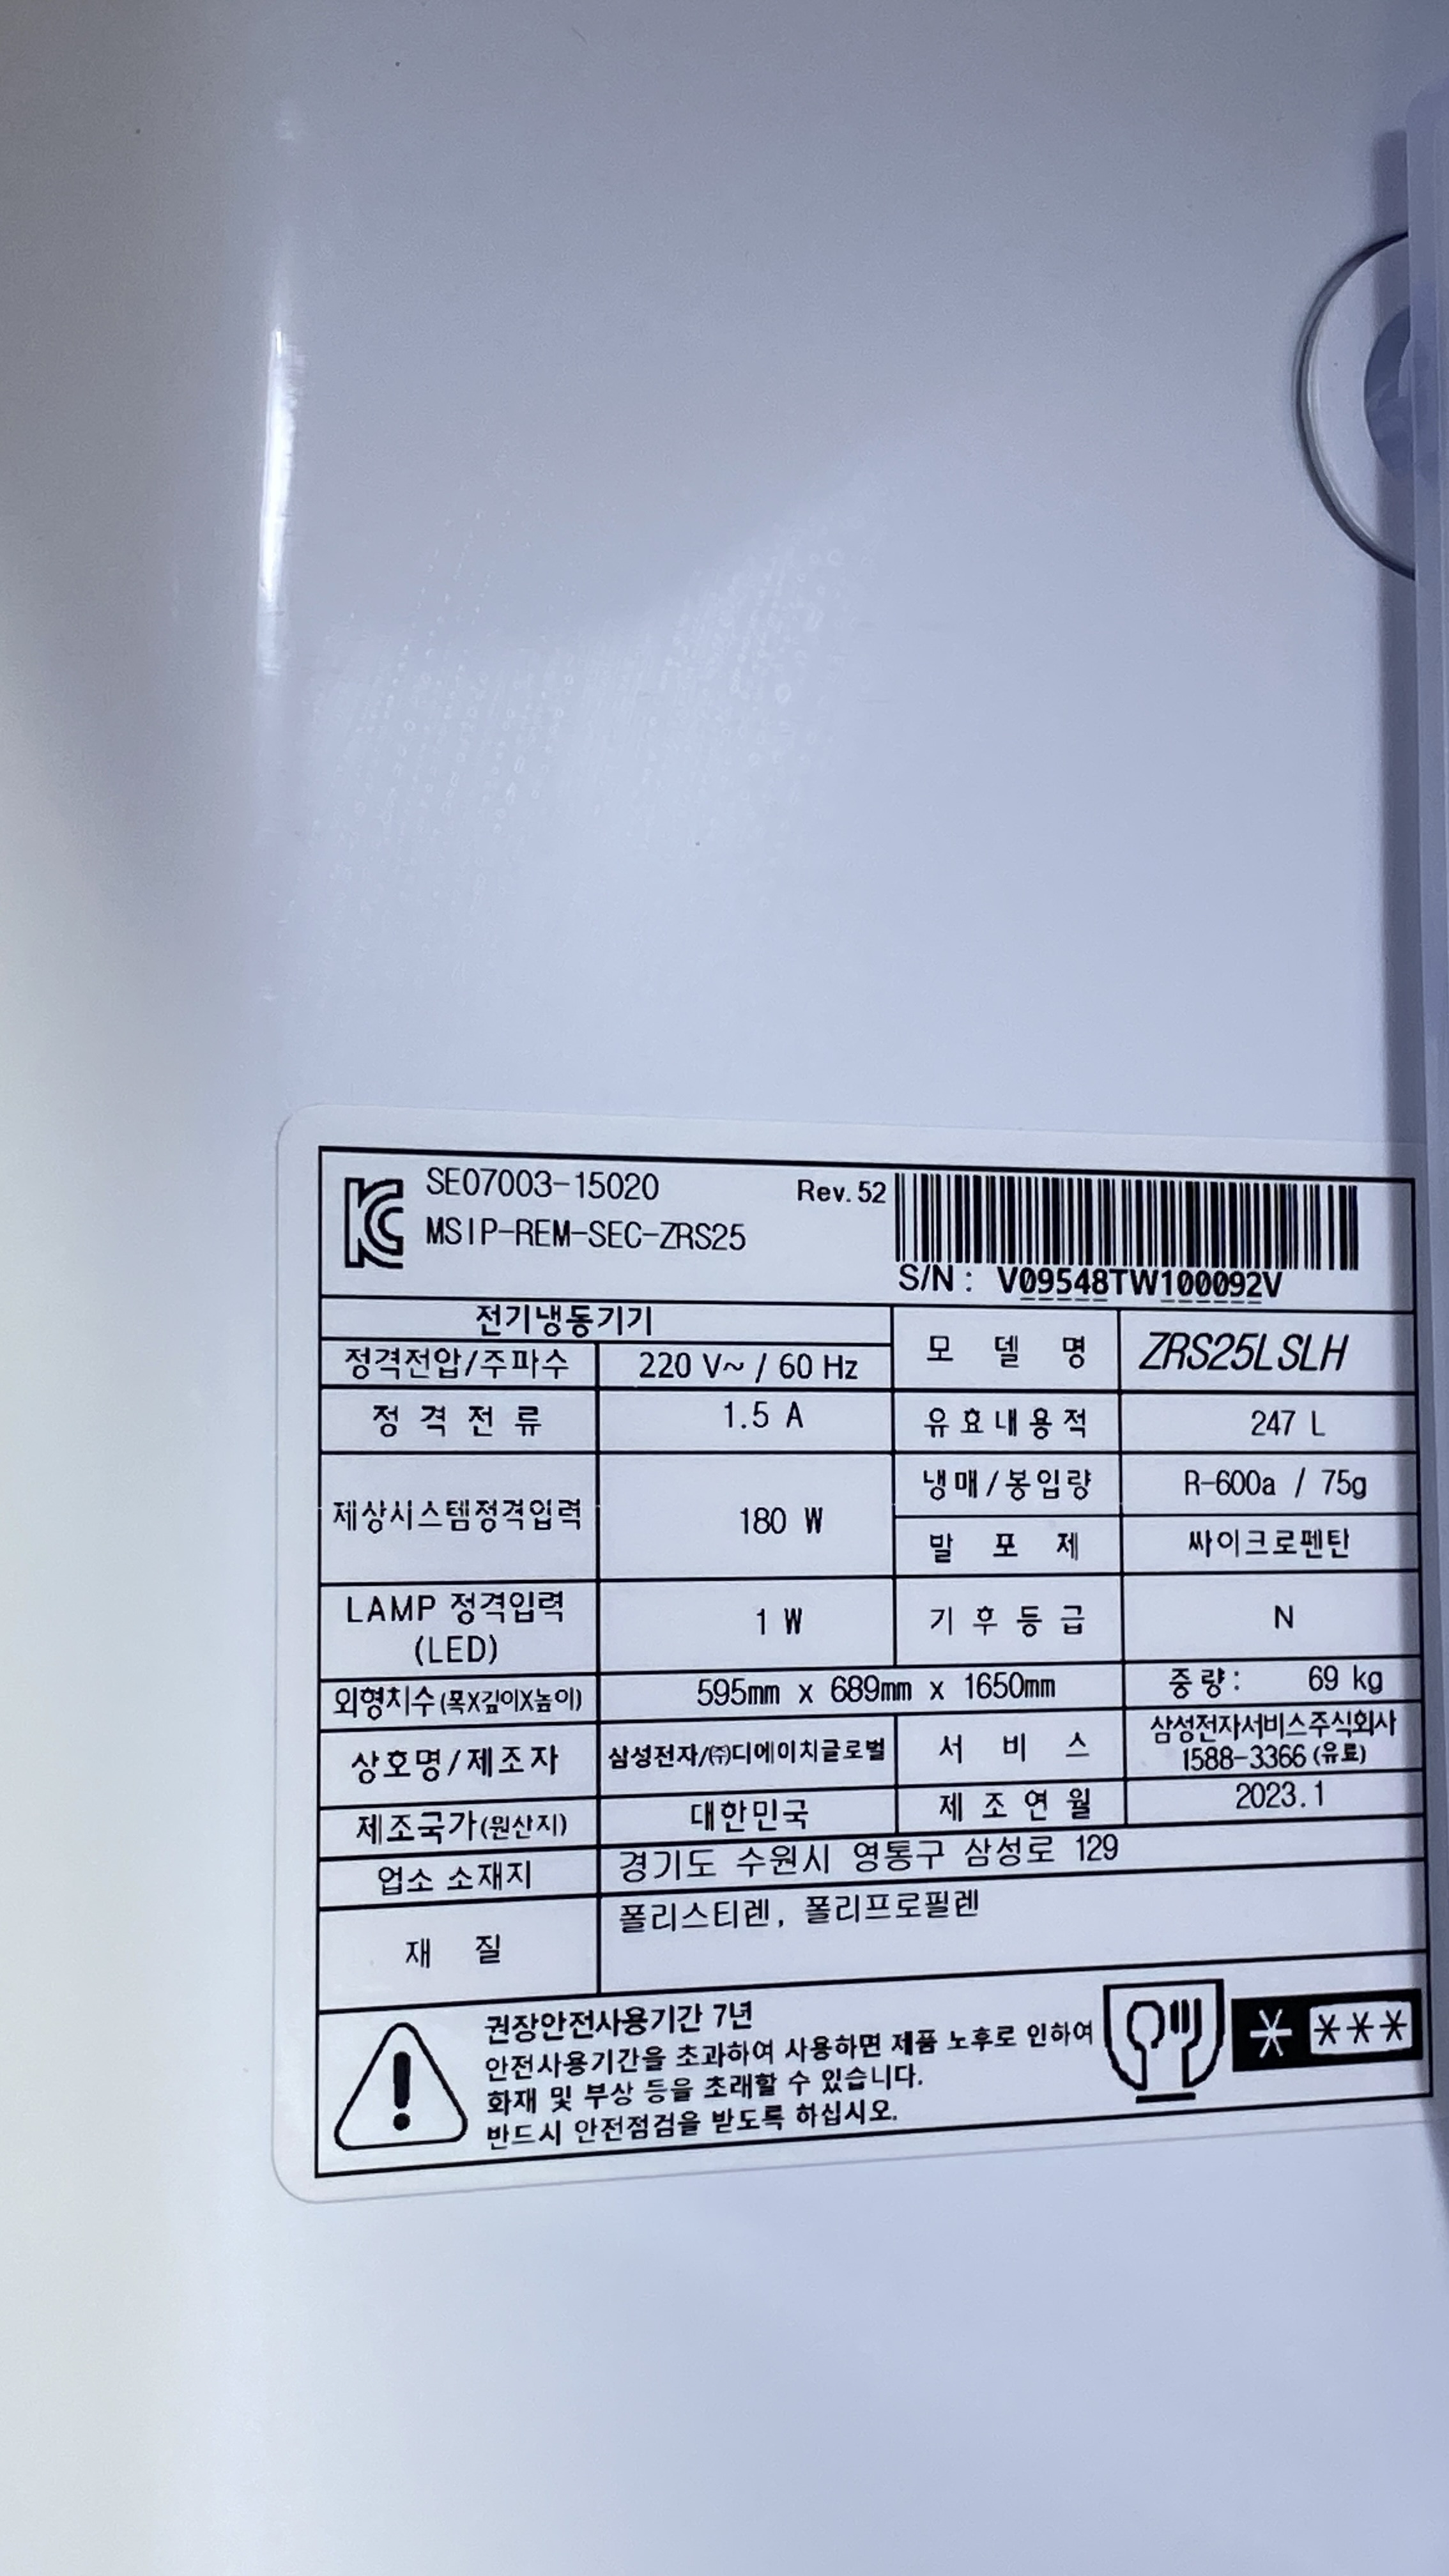 SE07003-15020
MSIP-REM-SEC-ZRS25
Rev.52
S/N : V09548TW100092V
전기냉동기기
모 델 명 ZRS25LSLH
정격전압/주파수 220 V~ / 60 Hz
정 격 전 류 1.5 A
유효내용적 247 L
제상시스템정격입력 180 W
냉매/봉입량 R-600a / 75g
발 포 제 싸이크로펜탄
LAMP 정격입력
(LED)
1 W
기 후 등 급 N
외형치수(폭X깊이X높이) 595mm x 689mm x 1650mm
중량: 69 kg
상호명/제조자 삼성전자/㈜디에이치글로벌
서 비 스 삼성전자서비스주식회사
1588-3366(유료)
제조국가(원산지) 대한민국
제 조 연 월 2023.1
업소 소재지 경기도 수원시 영통구 삼성로 129
재 질 폴리스티렌, 폴리프로필렌
권장안전사용기간 7년
안전사용기간을 초과하여 사용하면 제품 노후로 인하여
화재 및 부상 등을 초래할 수 있습니다.
반드시 안전점검을 받도록 하십시오.